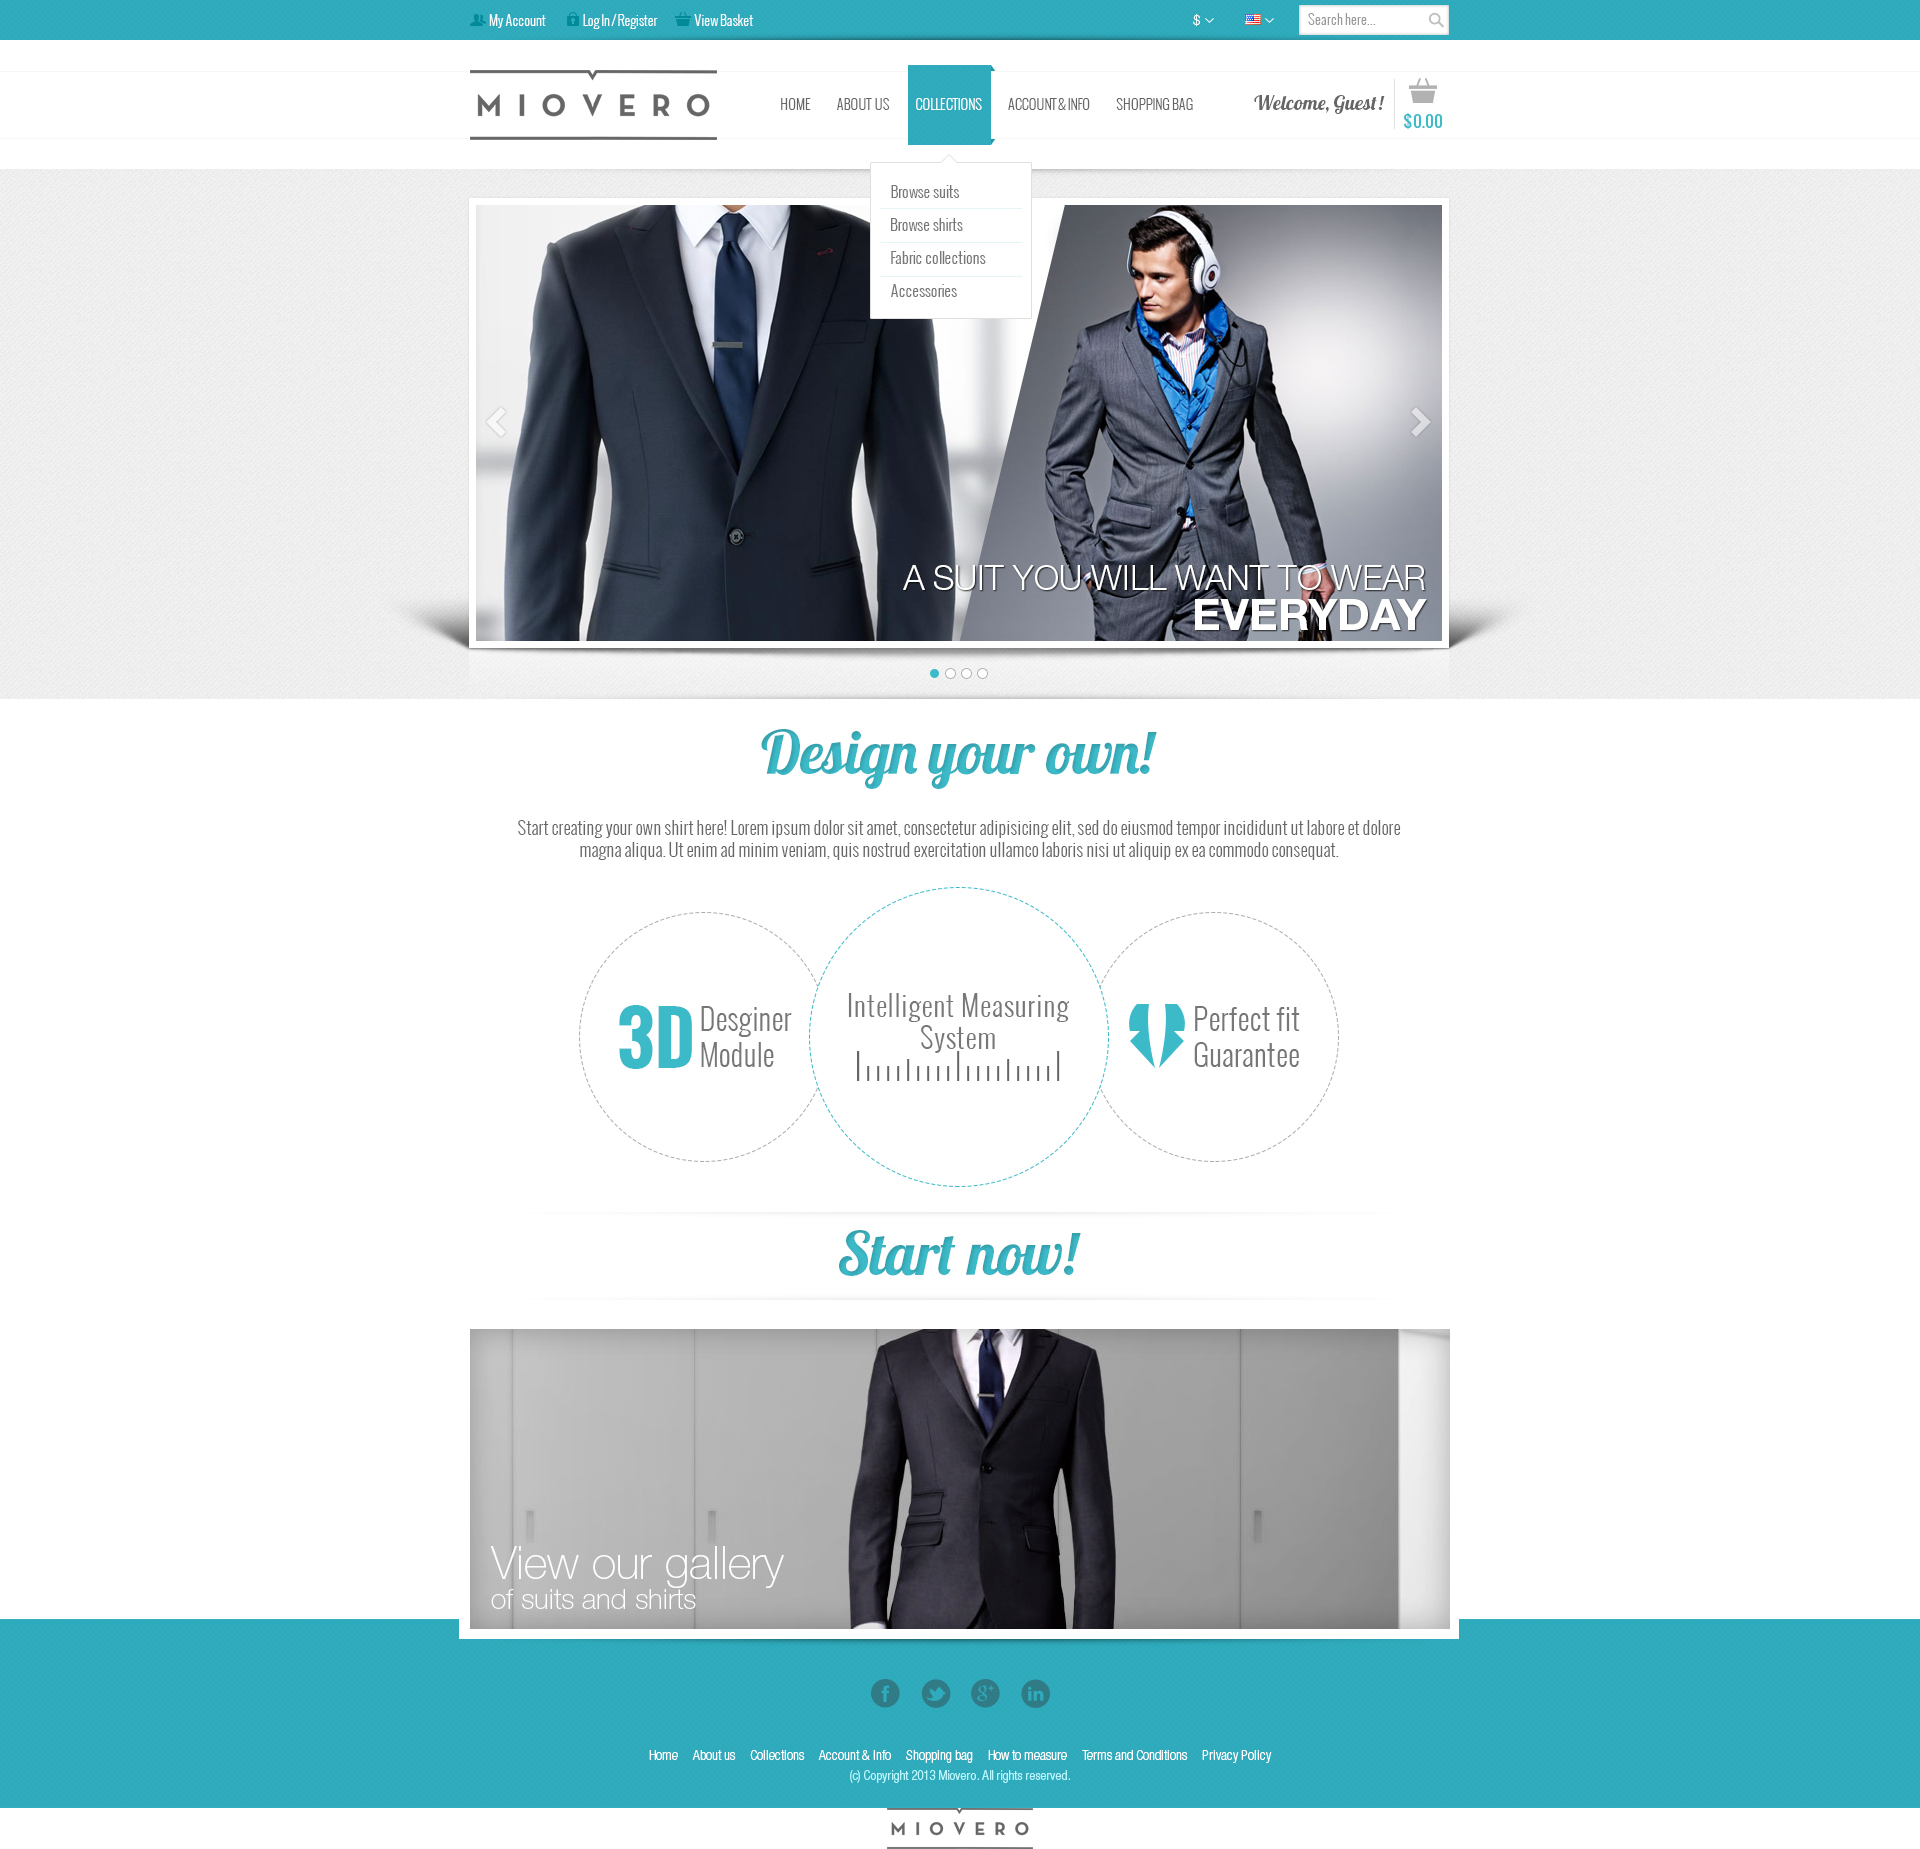 My Account
Log In / Register
View Basket
$
Search here...
MIOVERO
HOME
ABOUT US
COLLECTIONS
ACCOUNT & INFO
SHOPPING BAG
Welcome, Guest!
$0.00
Browse suits
Browse shirts
Fabric collections
Accessories
A SUIT YOU WILL WANT TO WEAR
EVERYDAY
Design your own!
Start creating your own shirt here! Lorem ipsum dolor sit amet, consectetur adipisicing elit, sed do eiusmod tempor incididunt ut labore et dolore
magna aliqua. Ut enim ad minim veniam, quis nostrud exercitation ullamco laboris nisi ut aliquip ex ea commodo consequat.
3D Desginer
Module
Intelligent Measuring
System
Perfect fit
Guarantee
Start now!
View our gallery
of suits and shirts
Home About us Collections Account & Info Shopping bag How to measure Terms and Conditions Privacy Policy
(c) Copyright 2013 Miovero. All rights reserved.
MIOVERO